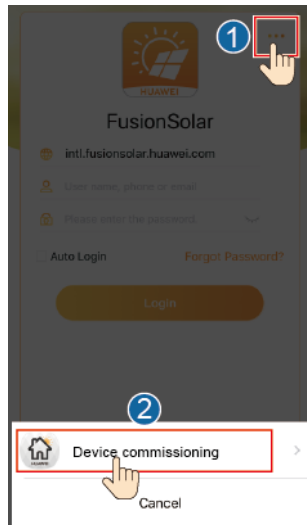 1
...
HUAWEI
FusionSolar
intl.fusionsolar.huawei.com
User name, phone or email
Please enter the password.
Auto Login Forgot Password?
Login
2
HUAWEI
Device commissioning
Cancel